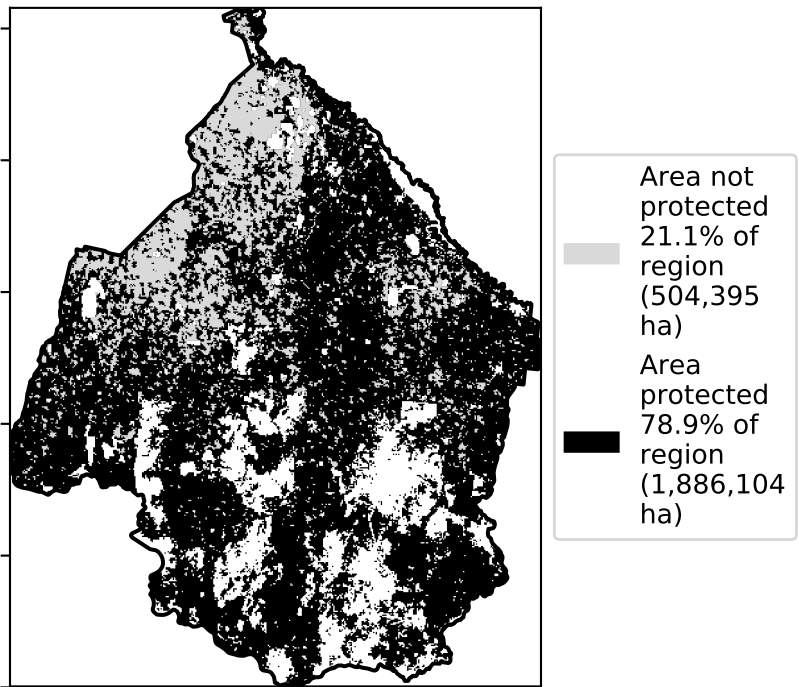 Area not
protected
21.1% of
region
(504,395
ha)
Area
protected
78.9% of
region
(1,886,104
ha)